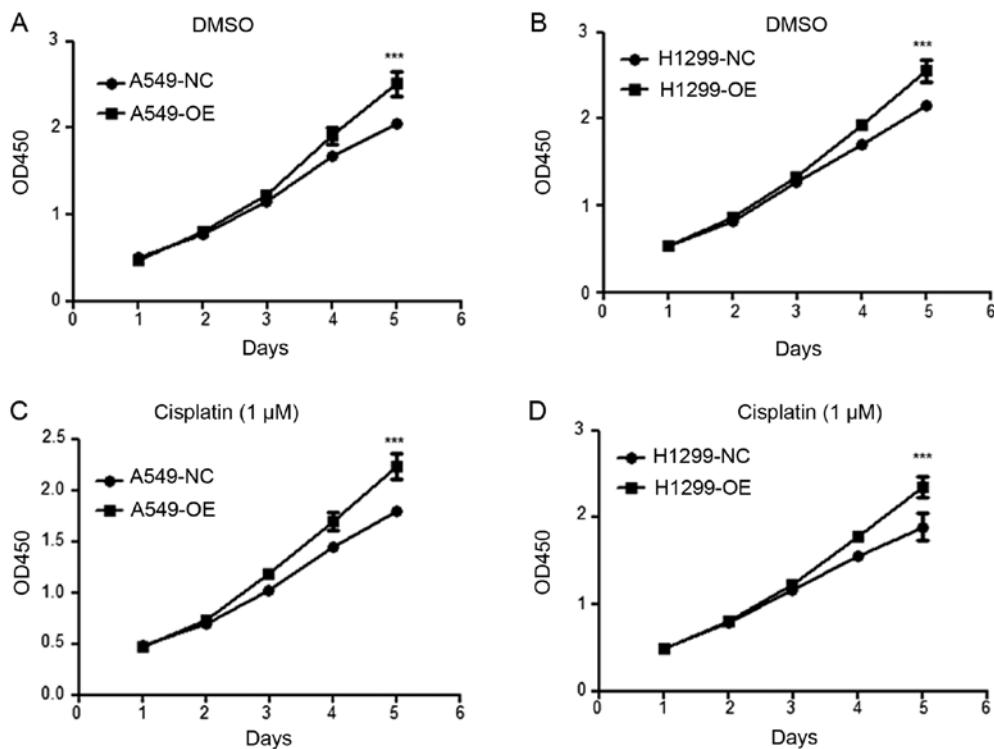 A
DMSO
3
2
1
0
OD450
A549-NC
A549-OE
***
0 1 2 3 4 5 6
Days
B
DMSO
3
2
1
0
OD450
H1299-NC
H1299-OE
***
0 1 2 3 4 5 6
Days
C
Cisplatin (1 μM)
2.5
2.0
1.5
1.0
0.5
0.0
OD450
A549-NC
A549-OE
***
0 1 2 3 4 5 6
Days
D
Cisplatin (1 μM)
3
2
1
0
OD450
H1299-NC
H1299-OE
***
0 1 2 3 4 5 6
Days